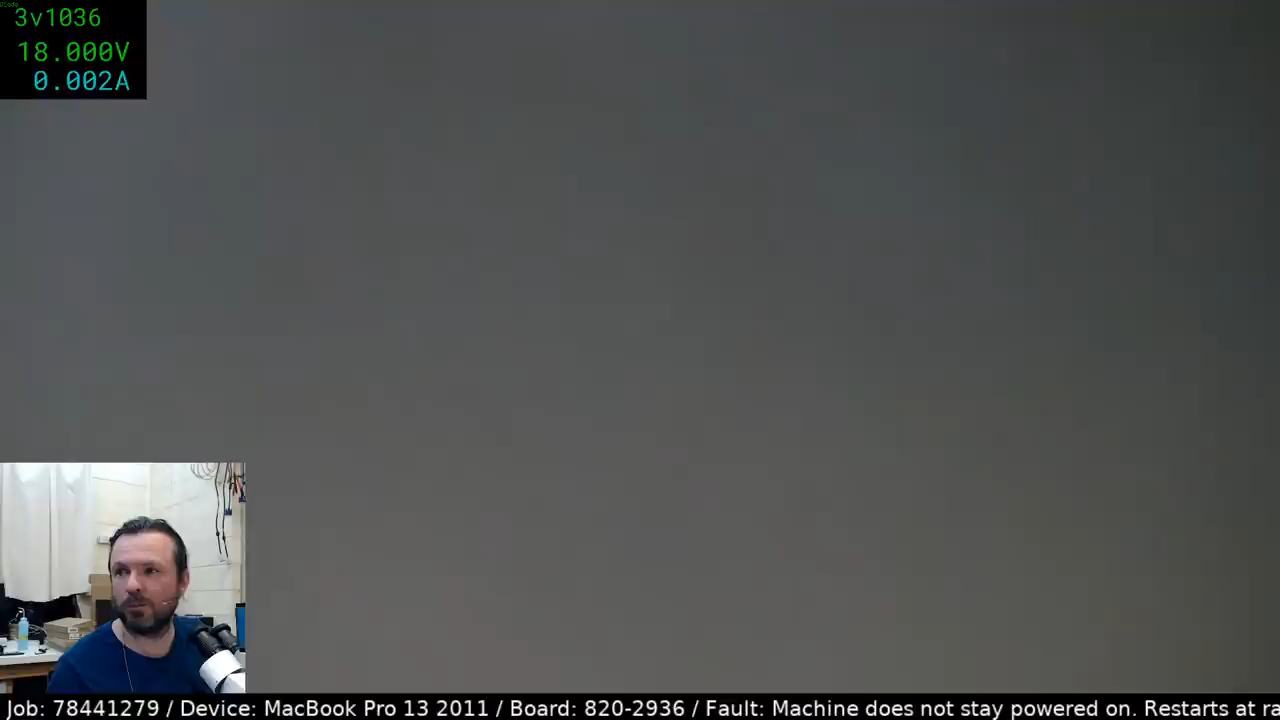 3v1036
18.000V
0.002A
Job: 78441279 / Device: MacBook Pro 13 2011 / Board: 820-2936 / Fault: Machine does not stay powered on. Restarts at ra